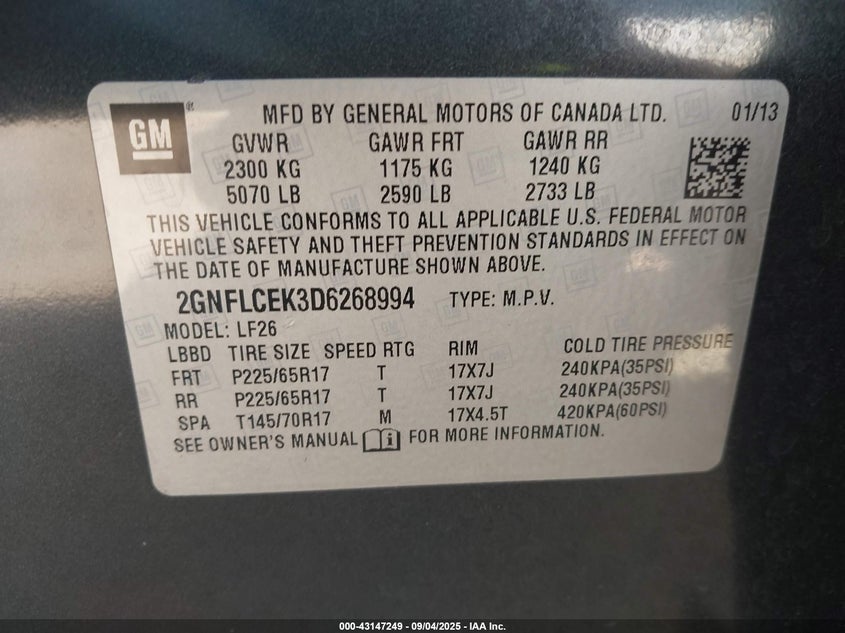 GM ® MFD BY GENERAL MOTORS OF CANADA LTD. 01/13
GVWR GAWR FRT GAWR RR
2300 KG 1175 KG 1240 KG
5070 LB 2590 LB 2733 LB
THIS VEHICLE CONFORMS TO ALL APPLICABLE U.S. FEDERAL MOTOR
VEHICLE SAFETY AND THEFT PREVENTION STANDARDS IN EFFECT ON
THE DATE OF MANUFACTURE SHOWN ABOVE.
2GNFLCEK3D6268994 TYPE: M.P.V.
MODEL: LF26
LBBD TIRE SIZE SPEED RTG RIM COLD TIRE PRESSURE
FRT P225/65R17 T 17X7J 240KPA(35PSI)
RR P225/65R17 T 17X7J 240KPA(35PSI)
SPA T145/70R17 M 17X4.5T 420KPA(60PSI)
SEE OWNER'S MANUAL i FOR MORE INFORMATION.
000-43147249 - 09/04/2025 - IAA Inc.